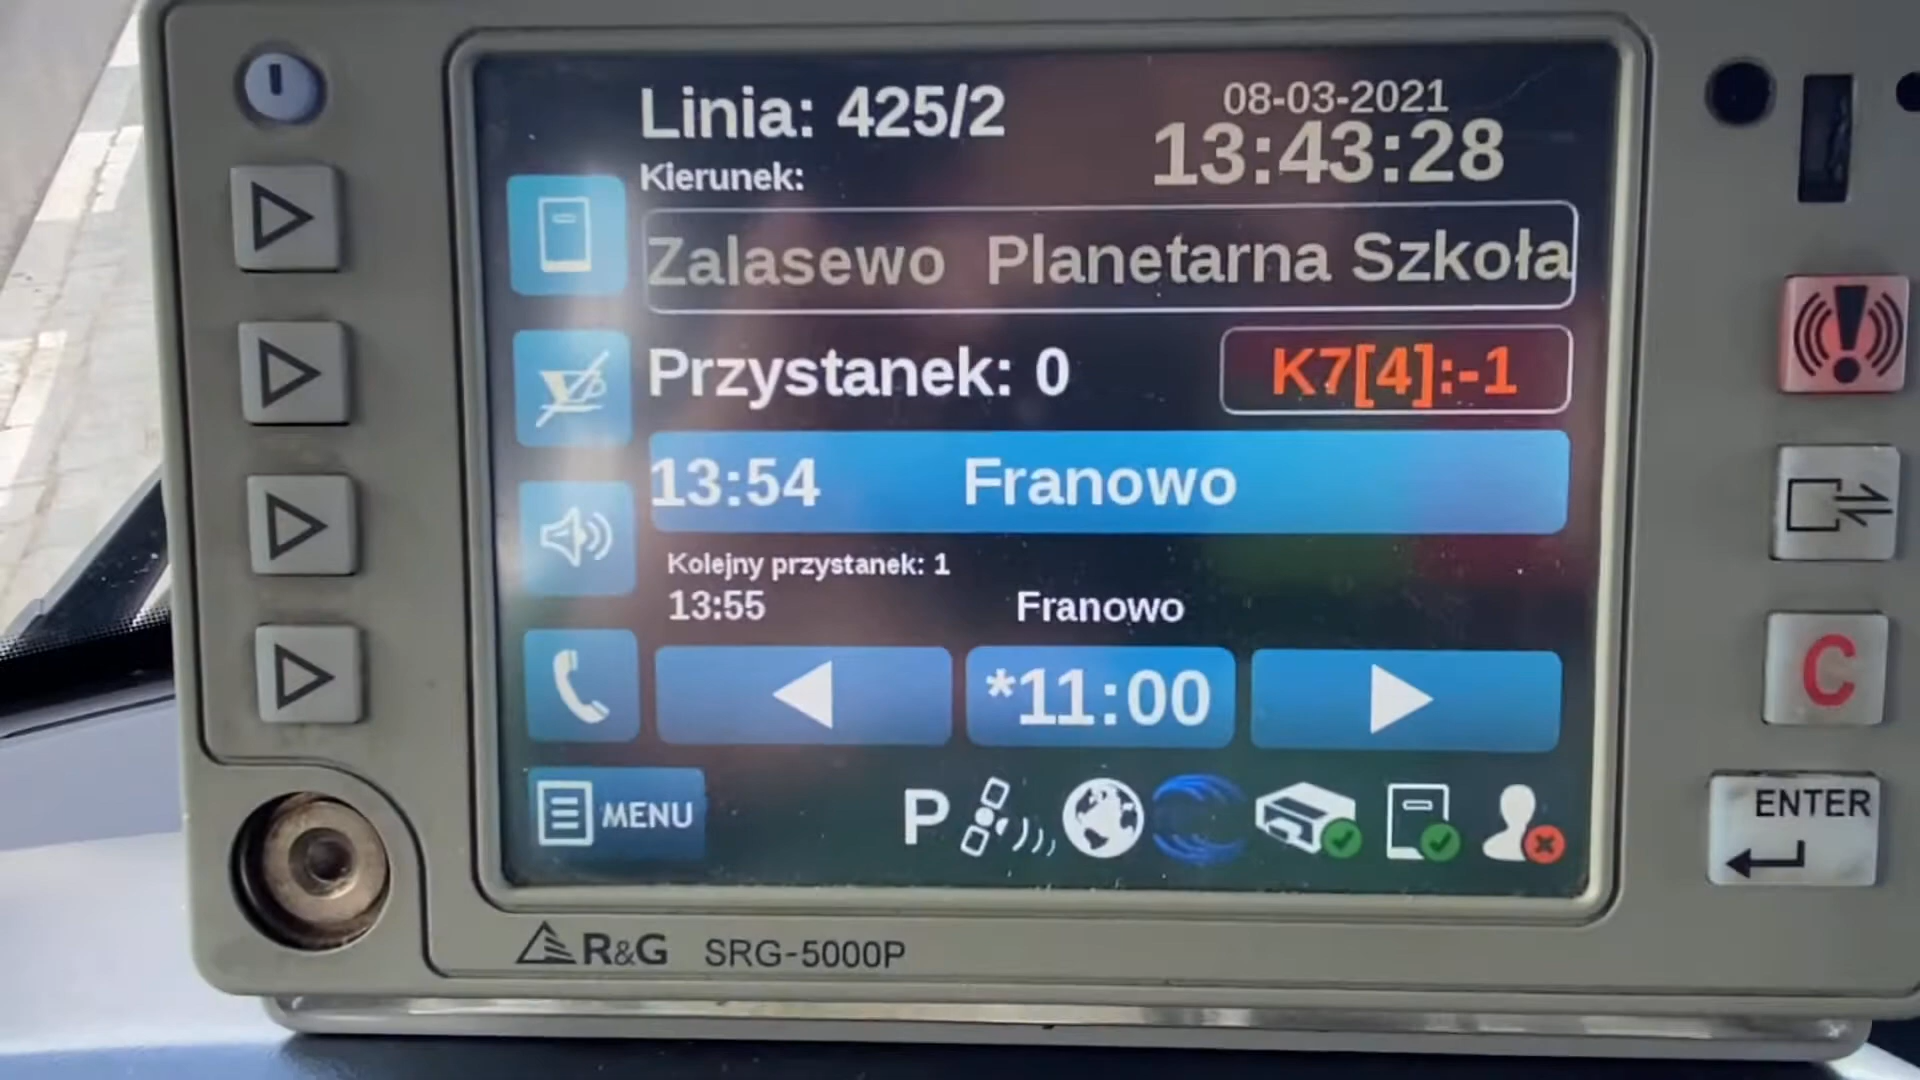 Linia: 425/2
08-03-2021
13:43:28
Kierunek:
Zalasewo Planetarna Szkoła
Przystanek: 0
K7[4]:-1
13:54 Franowo
Kolejny przystanek: 1
13:55 Franowo
*11:00
MENU
P
C
ENTER
R&G SRG-5000P